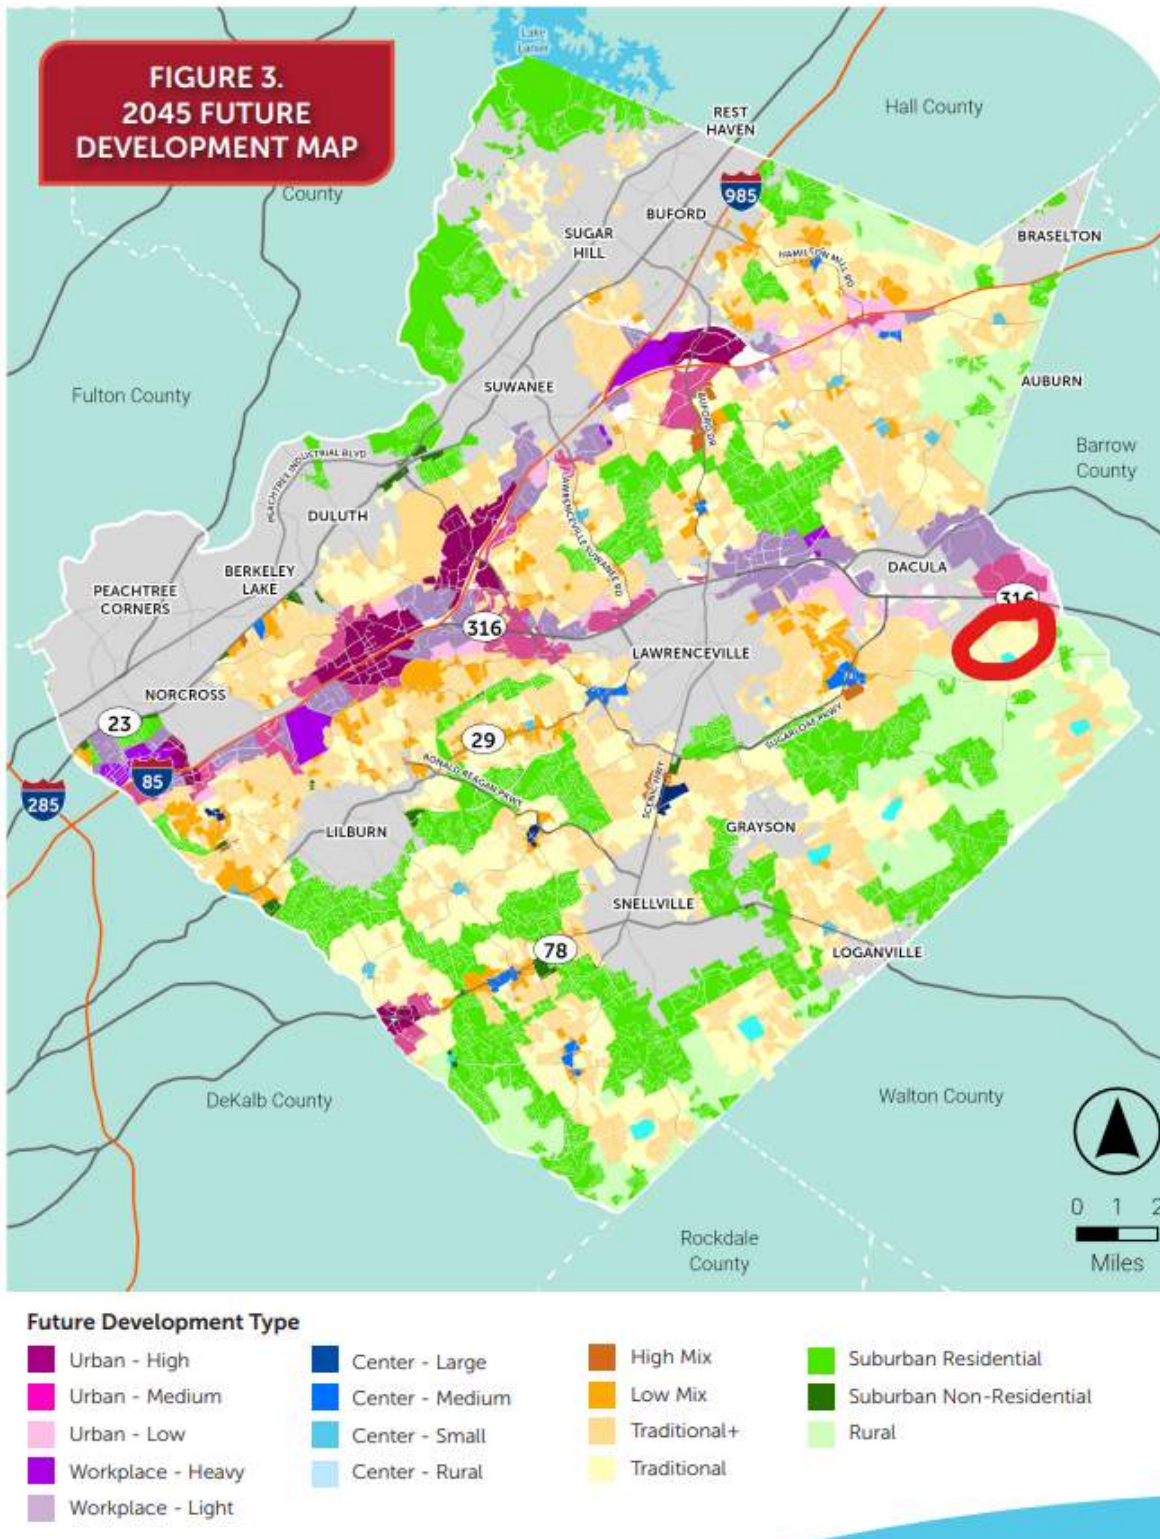 FIGURE 3.
2045 FUTURE
DEVELOPMENT MAP
Lake
Lanier
Hall County
REST
HAVEN
County
985
BUFORD
SUGAR
HILL
BRASELTON
HAMILTON MILL RD
SUWANEE
AUBURN
Fulton County
BUFORD DR
Barrow
County
PEACHTREE INDUSTRIAL BLVD
LAWRENCEVILLE SUWANEE RD
DULUTH
DACULA
BERKELEY
LAKE
PEACHTREE
CORNERS
316
316
LAWRENCEVILLE
NORCROSS
23
29
SUGARLOAF PKWY
RONALD REAGAN PKWY
SCENIC HWY
85
285
LILBURN
GRAYSON
SNELLVILLE
78
LOGANVILLE
DeKalb County
Walton County
0 1 2
Miles
Rockdale
County
Future Development Type
Urban - High
Urban - Medium
Urban - Low
Workplace - Heavy
Workplace - Light
Center - Large
Center - Medium
Center - Small
Center - Rural
High Mix
Low Mix
Traditional+
Traditional
Suburban Residential
Suburban Non-Residential
Rural